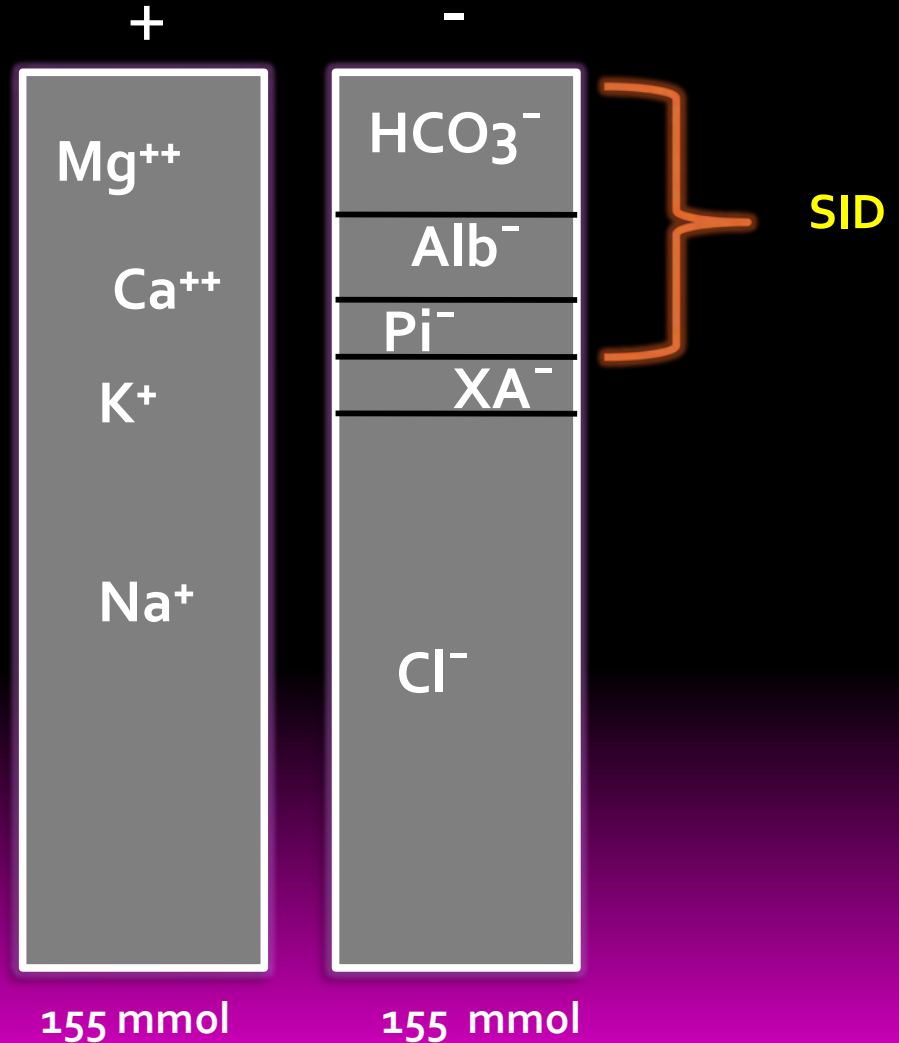 + -
Mg⁺⁺
Ca⁺⁺
K⁺
Na⁺
HCO₃⁻
Alb⁻
Pi⁻
XA⁻
Cl⁻
SID
155 mmol
155 mmol